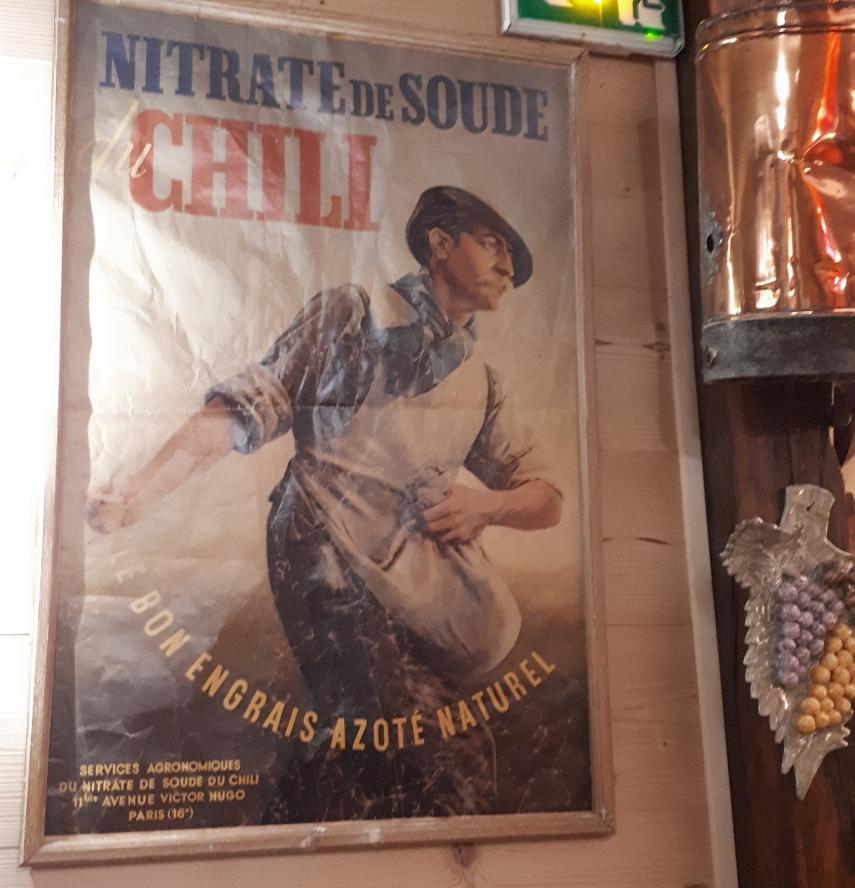 NITRATE DE SOUDE
du CHILI
LE BON ENGRAIS AZOTÉ NATUREL
SERVICES AGRONOMIQUES
DU NITRATE DE SOUDE DU CHILI
11bis AVENUE VICTOR HUGO
PARIS (16e)